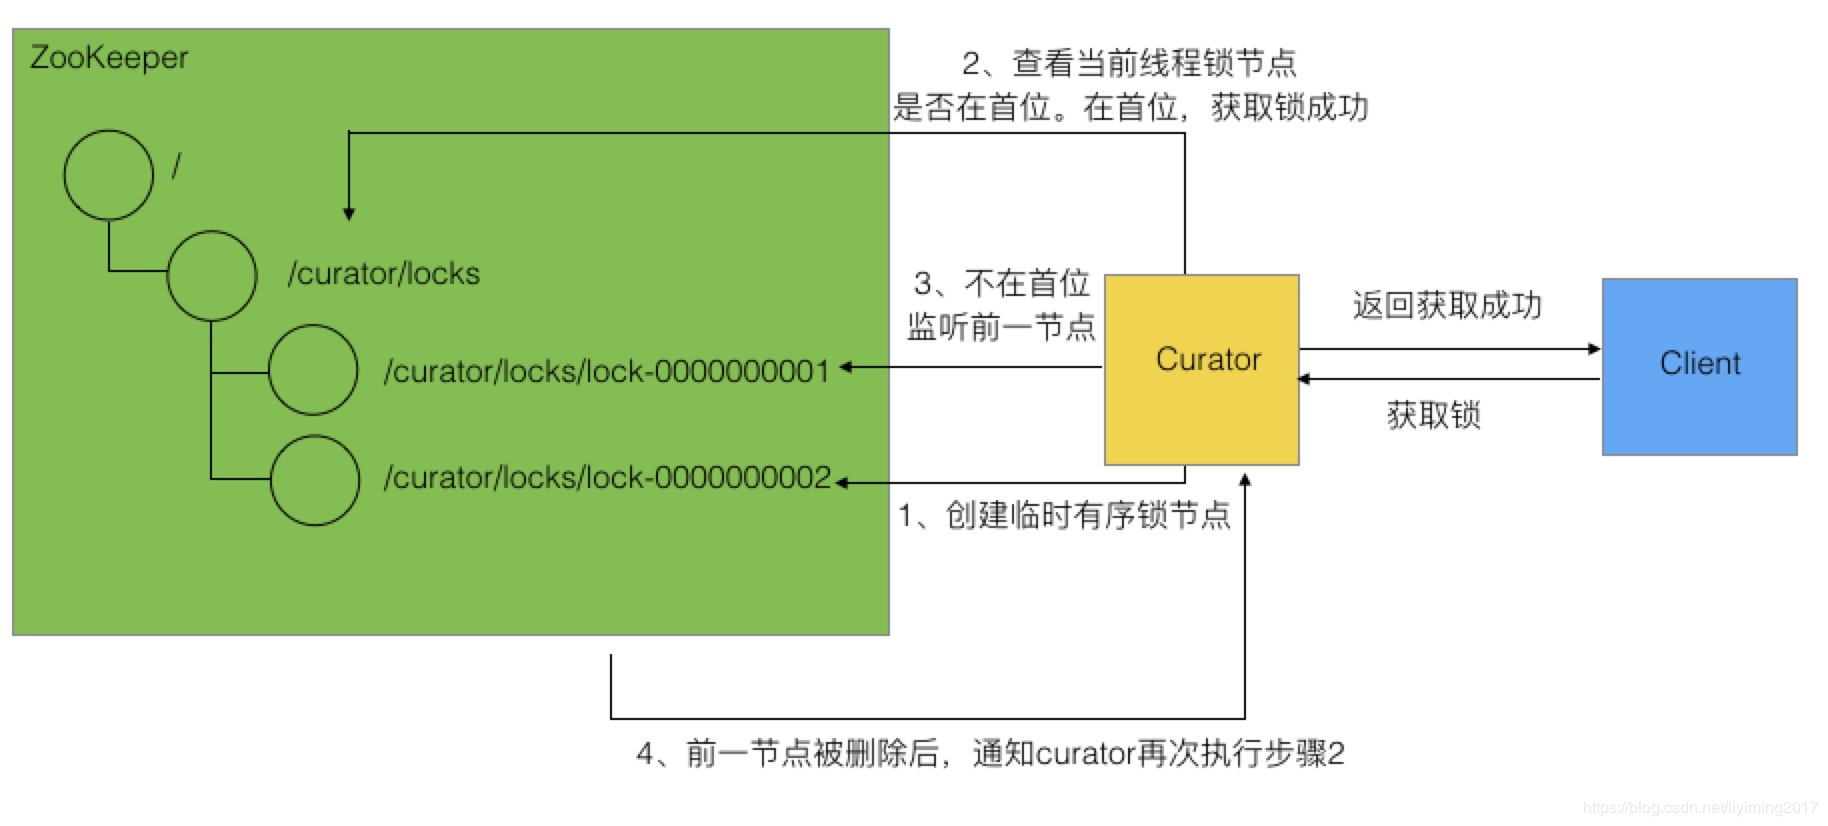 ZooKeeper
2、查看当前线程锁节点
是否在首位。在首位，获取锁成功
/
/curator/locks
3、不在首位
监听前一节点
/curator/locks/lock-0000000001
Curator
返回获取成功
Client
获取锁
/curator/locks/lock-0000000002
1、创建临时有序锁节点
4、前一节点被删除后，通知curator再次执行步骤2
https://blog.csdn.net/liyiming2017